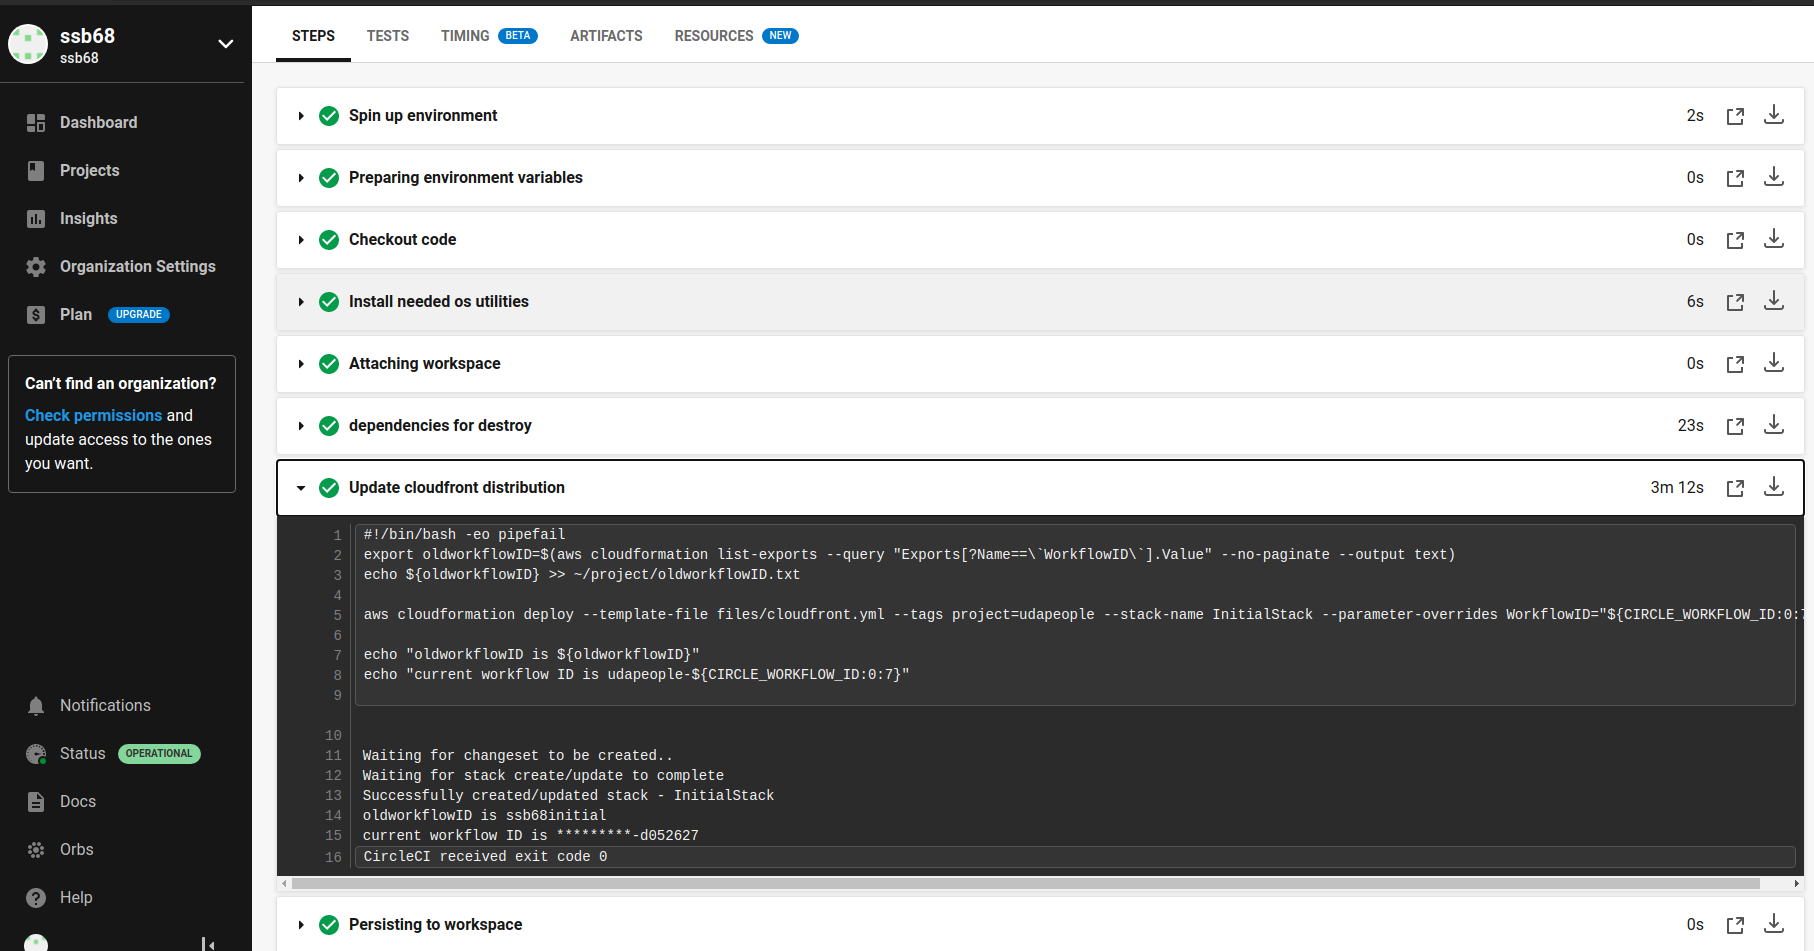 ssb68
ssb68
Dashboard
Projects
Insights
Organization Settings
Plan UPGRADE
Can't find an organization?
Check permissions and
update access to the ones
you want.
Notifications
Status OPERATIONAL
Docs
Orbs
Help
STEPS TESTS TIMING BETA ARTIFACTS RESOURCES NEW
Spin up environment 2s
Preparing environment variables 0s
Checkout code 0s
Install needed os utilities 6s
Attaching workspace 0s
dependencies for destroy 23s
Update cloudfront distribution 3m 12s
1 #!/bin/bash -eo pipefail
2 export oldworkflowID=$(aws cloudformation list-exports --query "Exports[?Name==\`WorkflowID\`].Value" --no-paginate --output text)
3 echo ${oldworkflowID} >> ~/project/oldworkflowID.txt
4
5 aws cloudformation deploy --template-file files/cloudfront.yml --tags project=udapeople --stack-name InitialStack --parameter-overrides WorkflowID="${CIRCLE_WORKFLOW_ID:0:7
6
7 echo "oldworkflowID is ${oldworkflowID}"
8 echo "current workflow ID is udapeople-${CIRCLE_WORKFLOW_ID:0:7}"
9
10
11 Waiting for changeset to be created..
12 Waiting for stack create/update to complete
13 Successfully created/updated stack - InitialStack
14 oldworkflowID is ssb68initial
15 current workflow ID is *********-d052627
16 CircleCI received exit code 0
Persisting to workspace 0s